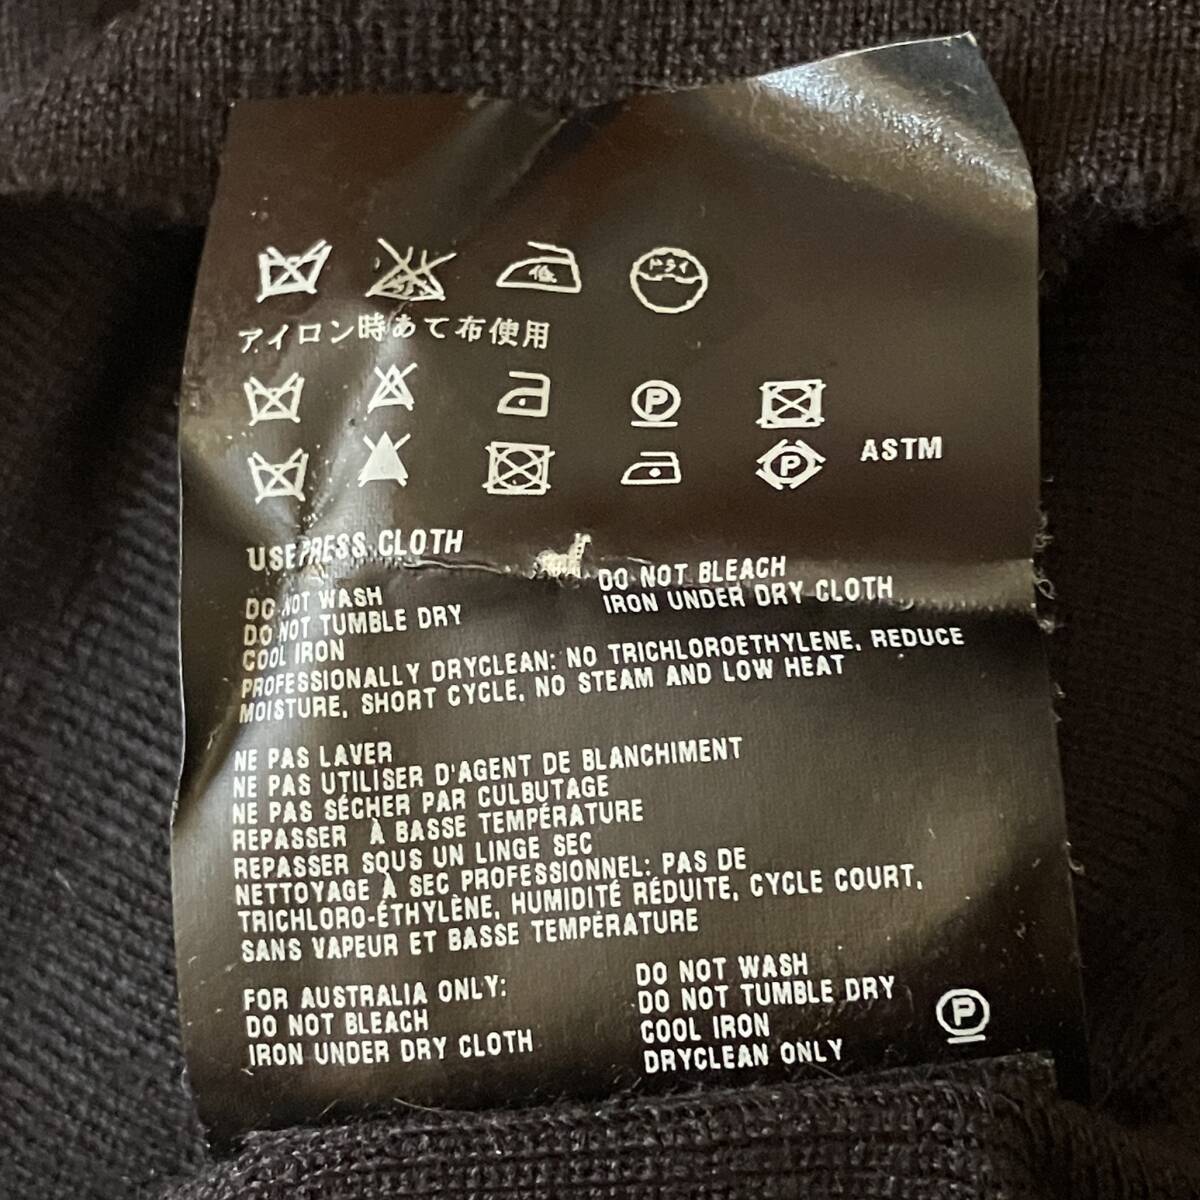 低 ドライ
アイロン時あて布使用
P
P ASTM
USE PRESS CLOTH
DO NOT WASH DO NOT BLEACH
DO NOT TUMBLE DRY IRON UNDER DRY CLOTH
COOL IRON
PROFESSIONALLY DRYCLEAN: NO TRICHLOROETHYLENE, REDUCE
MOISTURE, SHORT CYCLE, NO STEAM AND LOW HEAT
NE PAS LAVER
NE PAS UTILISER D'AGENT DE BLANCHIMENT
NE PAS SÉCHER PAR CULBUTAGE
REPASSER À BASSE TEMPÉRATURE
REPASSER SOUS UN LINGE SEC
NETTOYAGE À SEC PROFESSIONNEL: PAS DE
TRICHLORO-ÉTHYLÈNE, HUMIDITÉ RÉDUITE, CYCLE COURT,
SANS VAPEUR ET BASSE TEMPÉRATURE
FOR AUSTRALIA ONLY:
DO NOT BLEACH
IRON UNDER DRY CLOTH
DO NOT WASH
DO NOT TUMBLE DRY
COOL IRON
DRYCLEAN ONLY
P